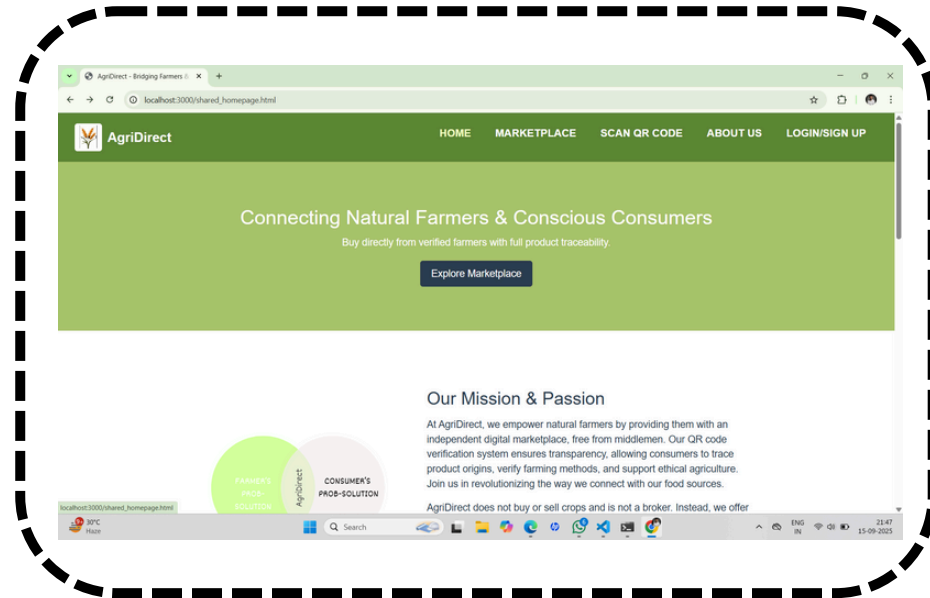 AgriDirect - Bridging Farmers &
localhost:3000/shared_homepage.html
AgriDirect
HOME MARKETPLACE SCAN QR CODE ABOUT US LOGIN/SIGN UP
Connecting Natural Farmers & Conscious Consumers
Buy directly from verified farmers with full product traceability.
Explore Marketplace
Our Mission & Passion
At AgriDirect, we empower natural farmers by providing them with an
independent digital marketplace, free from middlemen. Our QR code
verification system ensures transparency, allowing consumers to trace
product origins, verify farming methods, and support ethical agriculture.
Join us in revolutionizing the way we connect with our food sources.
AgriDirect does not buy or sell crops and is not a broker. Instead, we offer
FARMER'S
PROB-
SOLUTION
AgriDirect
CONSUMER'S
PROB-SOLUTION
localhost:3000/shared_homepage.html
30°C
Haze
Search
ENG
IN
21:47
15-09-2025